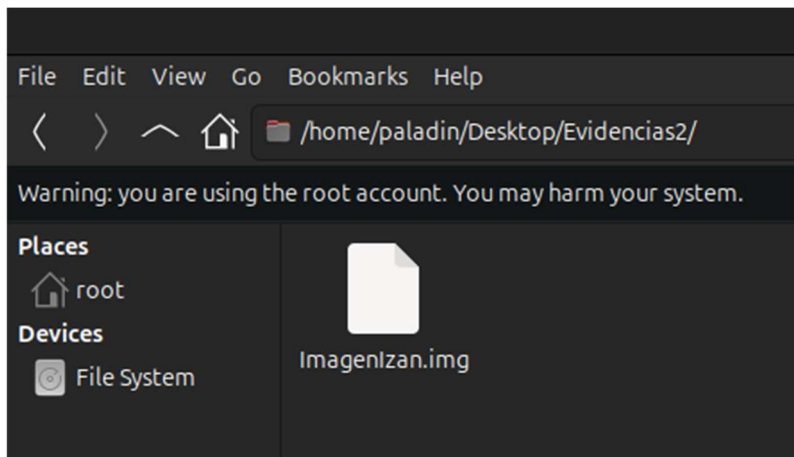 File Edit View Go Bookmarks Help
/home/paladin/Desktop/Evidencias2/
Warning: you are using the root account. You may harm your system.
Places
root
Devices
File System
ImagenIzan.img